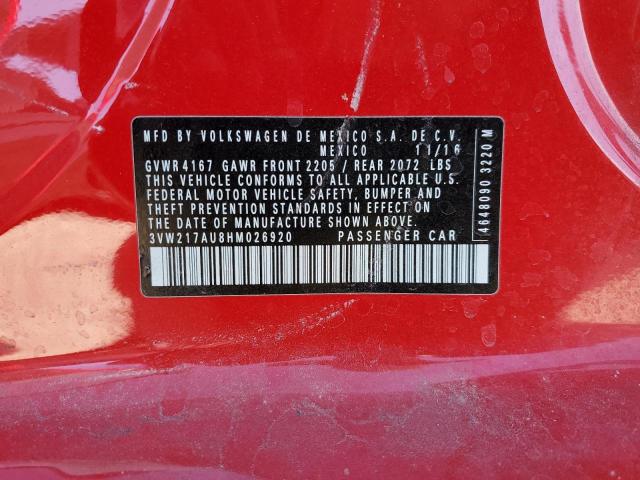 MFD BY VOLKSWAGEN DE MEXICO S.A. DE C.V.
MEXICO 11/16
GVWR 4167 GAWR FRONT 2205 / REAR 2072 LBS
THIS VEHICLE CONFORMS TO ALL APPLICABLE U.S.
FEDERAL MOTOR VEHICLE SAFETY, BUMPER AND
THEFT PREVENTION STANDARDS IN EFFECT ON
THE DATE OF MANUFACTURE SHOWN ABOVE.
3VW217AU8HM026920 PASSENGER CAR
4648090 3220 M